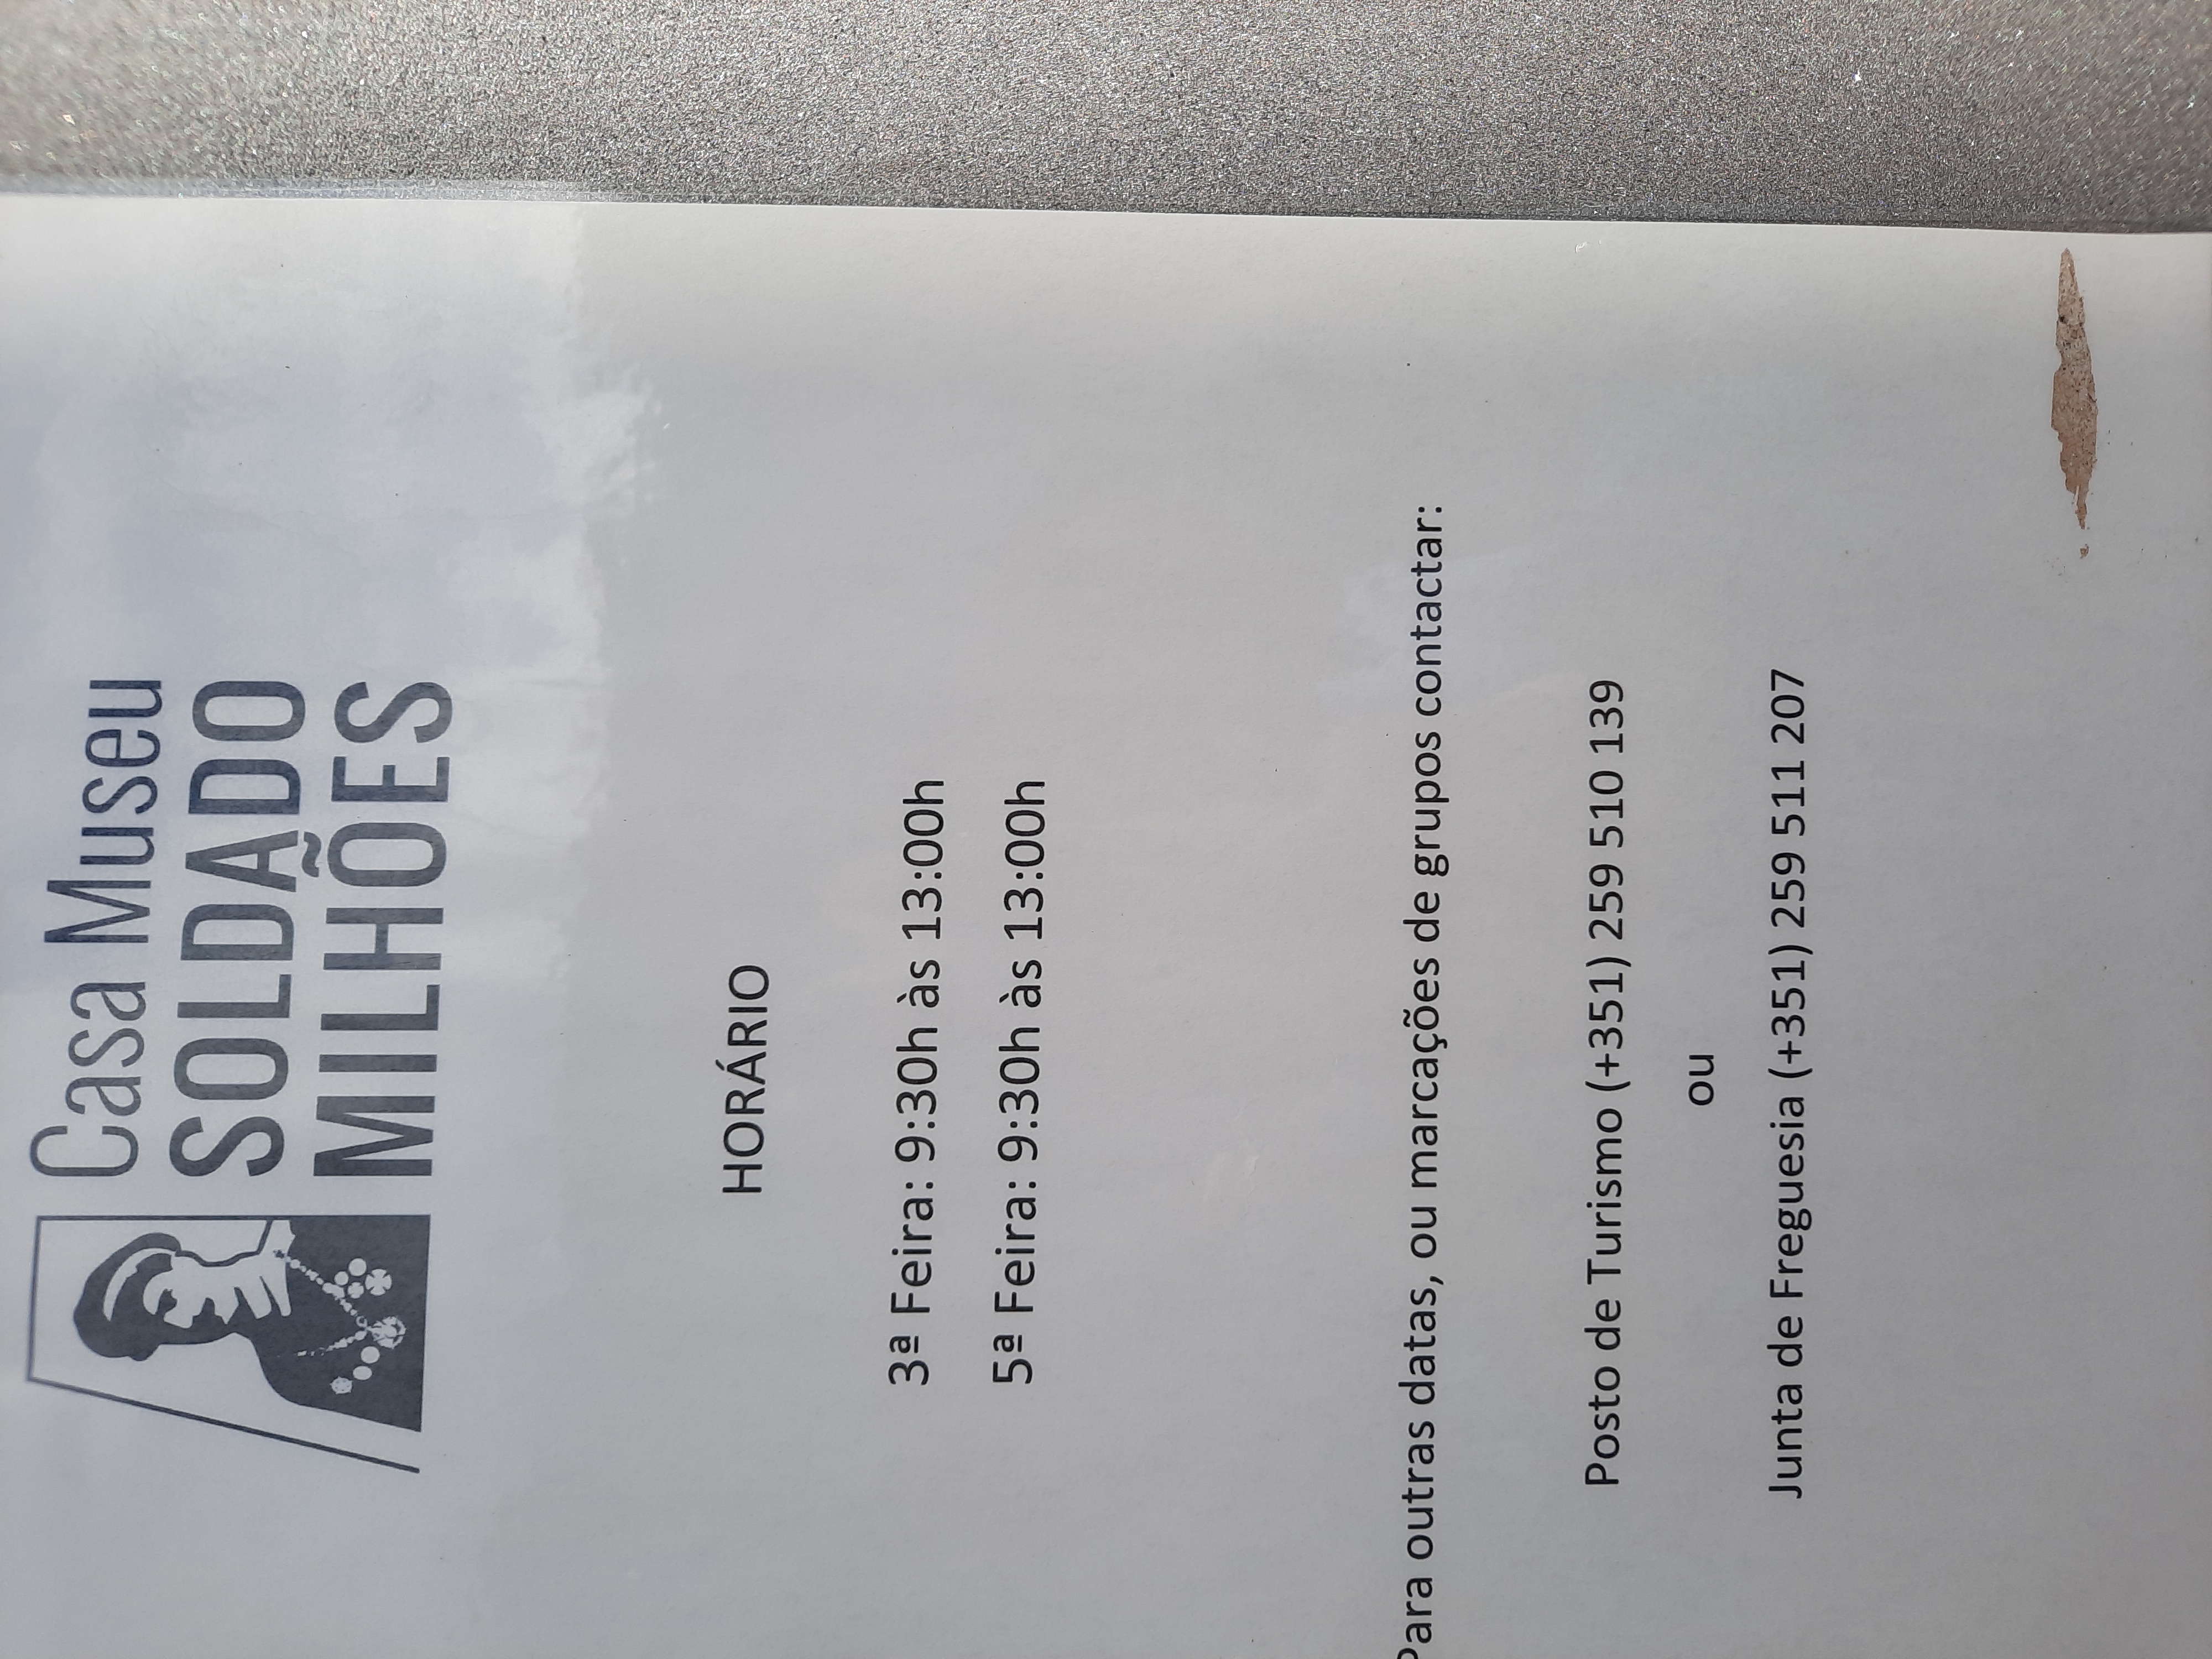 Casa Museu
SOLDADO
MILHÕES
HORÁRIO
3ª Feira: 9:30h às 13:00h
5ª Feira: 9:30h às 13:00h
Para outras datas, ou marcações de grupos contactar:
Posto de Turismo (+351) 259 510 139
ou
Junta de Freguesia (+351) 259 511 207